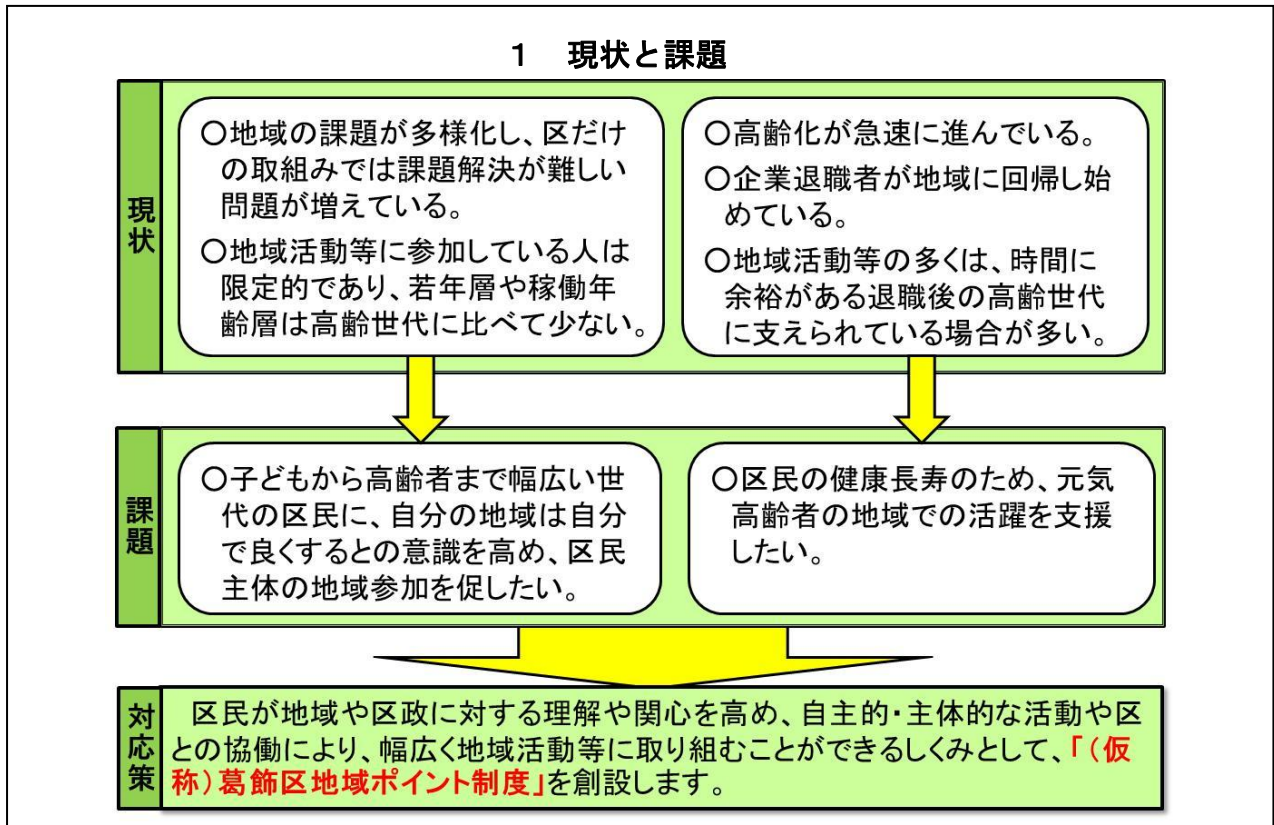 1 現状と課題
現状
〇地域の課題が多様化し、区だけ
の取組みでは課題解決が難しい
問題が増えている。
〇地域活動等に参加している人は
限定的であり、若年層や稼働年
齢層は高齢世代に比べて少ない。
〇高齢化が急速に進んでいる。
〇企業退職者が地域に回帰し始
めている。
〇地域活動等の多くは、時間に
余裕がある退職後の高齢世代
に支えられている場合が多い。
課題
〇子どもから高齢者まで幅広い世
代の区民に、自分の地域は自分
で良くするとの意識を高め、区民
主体の地域参加を促したい。
〇区民の健康長寿のため、元気
高齢者の地域での活躍を支援
したい。
対応策
区民が地域や区政に対する理解や関心を高め、自主的・主体的な活動や区
との協働により、幅広く地域活動等に取り組むことができるしくみとして、「(仮
称)葛飾区地域ポイント制度」を創設します。